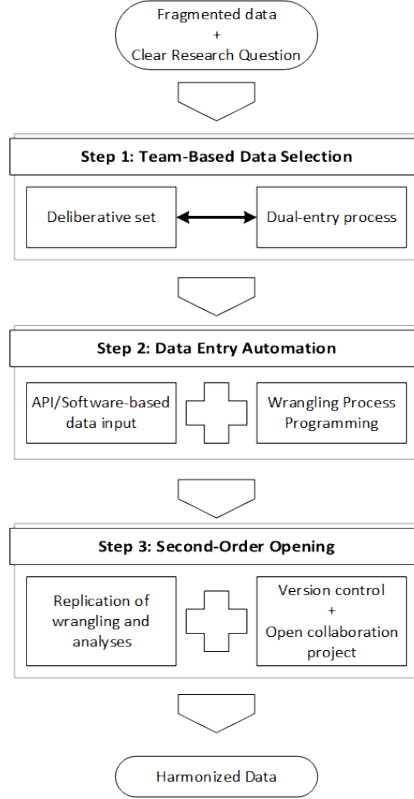 Fragmented data
+
Clear Research Question
Step 1: Team-Based Data Selection
Deliberative set
Dual-entry process
Step 2: Data Entry Automation
API/Software-based
data input
Wrangling Process
Programming
Step 3: Second-Order Opening
Replication of
wrangling and
analyses
Version control
+
Open collaboration
project
Harmonized Data